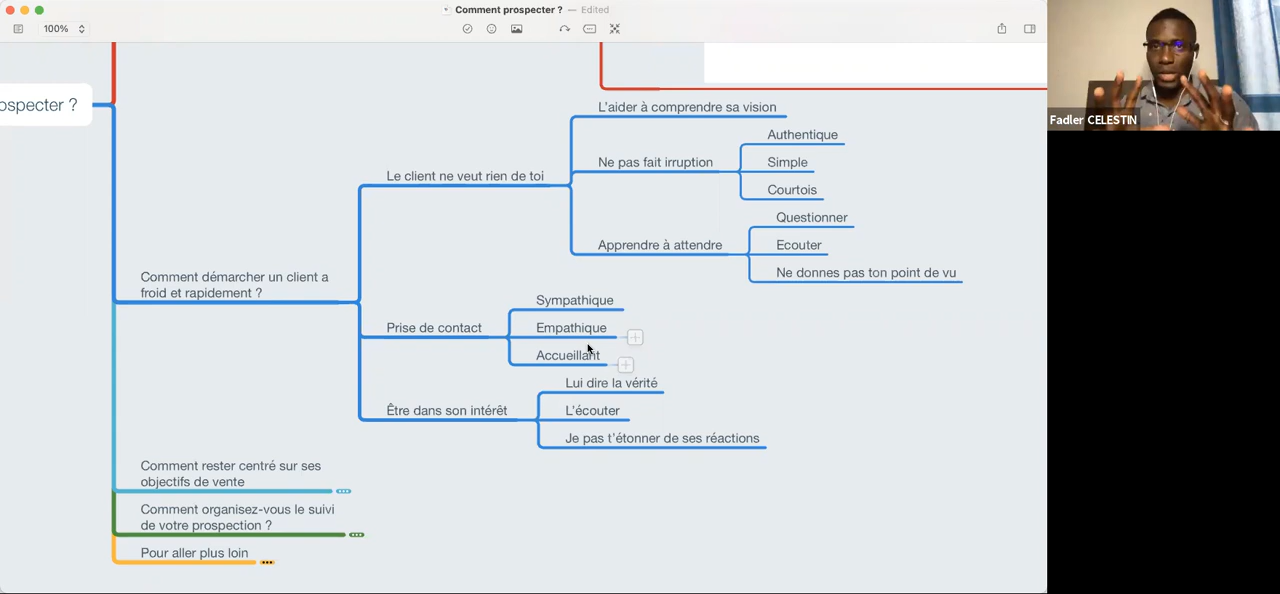 Comment prospecter ? — Edited
100%
Fadler CELESTIN
ospecter ?
L'aider à comprendre sa vision
Authentique
Ne pas fait irruption
Simple
Le client ne veut rien de toi
Courtois
Questionner
Apprendre à attendre
Ecouter
Ne donnes pas ton point de vu
Comment démarcher un client a
froid et rapidement ?
Sympathique
Prise de contact
Empathique
Accueillant
Lui dire la vérité
Être dans son intérêt
L'écouter
Je pas t'étonner de ses réactions
Comment rester centré sur ses
objectifs de vente
Comment organisez-vous le suivi
de votre prospection ?
Pour aller plus loin